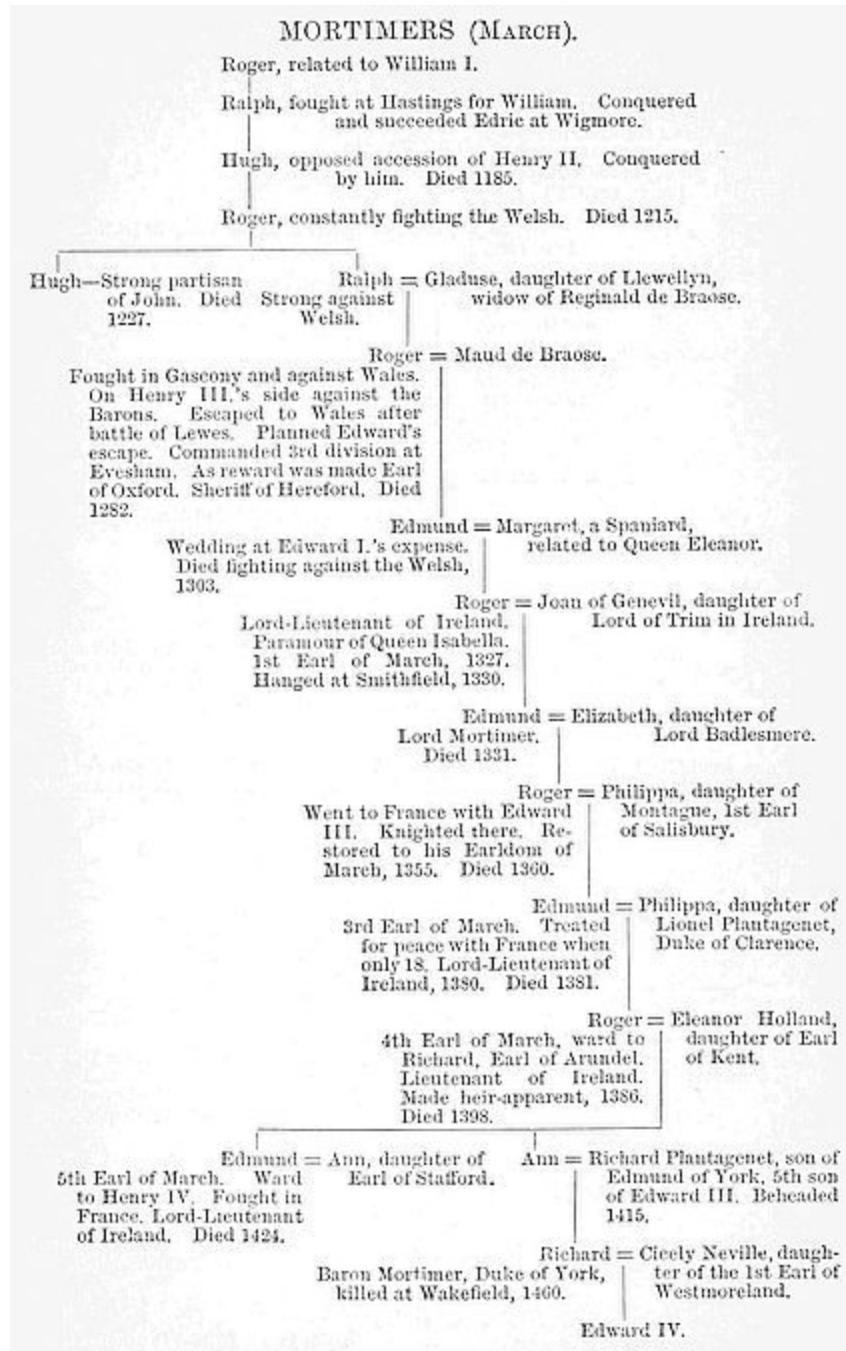 MORTIMERS (MARCH).
Roger, related to William I.
Ralph, fought at Hastings for William. Conquered
and succeeded Edric at Wigmore.
Hugh, opposed accession of Henry II. Conquered
by him. Died 1185.
Roger, constantly fighting the Welsh. Died 1215.
Hugh—Strong partisan
of John. Died
1227.
Ralph = Gladuse, daughter of Llewellyn,
Strong against
Welsh.
widow of Reginald de Braose.
Roger = Maud de Braose.
Fought in Gascony and against Wales.
On Henry III.'s side against the
Barons. Escaped to Wales after
battle of Lewes. Planned Edward's
escape. Commanded 3rd division at
Evesham. As reward was made Earl
of Oxford. Sheriff of Hereford. Died
1282.
Edmund = Margaret, a Spaniard,
related to Queen Eleanor.
Wedding at Edward I.'s expense.
Died fighting against the Welsh,
1303.
Roger = Joan of Genevil, daughter of
Lord of Trim in Ireland.
Lord-Lieutenant of Ireland.
Paramour of Queen Isabella.
1st Earl of March, 1327.
Hanged at Smithfield, 1330.
Edmund = Elizabeth, daughter of
Lord Badlesmere.
Lord Mortimer.
Died 1331.
Roger = Philippa, daughter of
Montague, 1st Earl
of Salisbury.
Went to France with Edward
III. Knighted there. Re-
stored to his Earldom of
March, 1355. Died 1360.
Edmund = Philippa, daughter of
Lionel Plantagenet,
Duke of Clarence.
3rd Earl of March. Treated
for peace with France when
only 18. Lord-Lieutenant of
Ireland, 1380. Died 1381.
Roger = Eleanor Holland,
daughter of Earl
of Kent.
4th Earl of March, ward to
Richard, Earl of Arundel.
Lieutenant of Ireland.
Made heir-apparent, 1386.
Died 1398.
Edmund = Ann, daughter of
Earl of Stafford.
5th Earl of March. Ward
to Henry IV. Fought in
France. Lord-Lieutenant
of Ireland. Died 1424.
Ann = Richard Plantagenet, son of
Edmund of York, 5th son
of Edward III. Beheaded
1415.
Richard = Cicely Neville, daugh-
ter of the 1st Earl of
Westmoreland.
Baron Mortimer, Duke of York,
killed at Wakefield, 1460.
Edward IV.